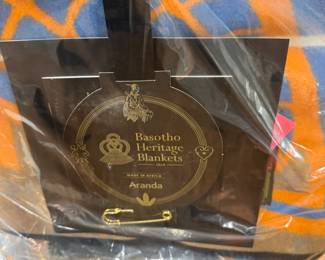 Basotho
Heritage
Blankets
MADE IN AFRICA
Aranda